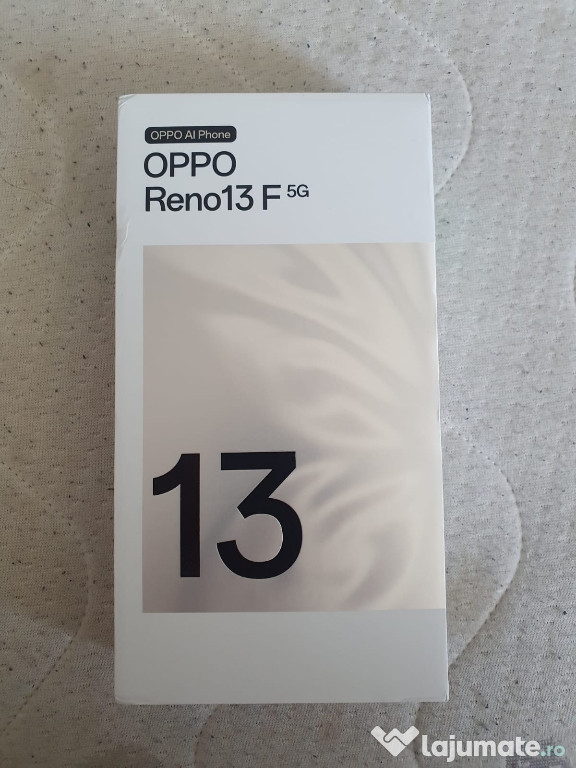 OPPO AI Phone
OPPO
Reno13 F 5G
13
lajumate.ro